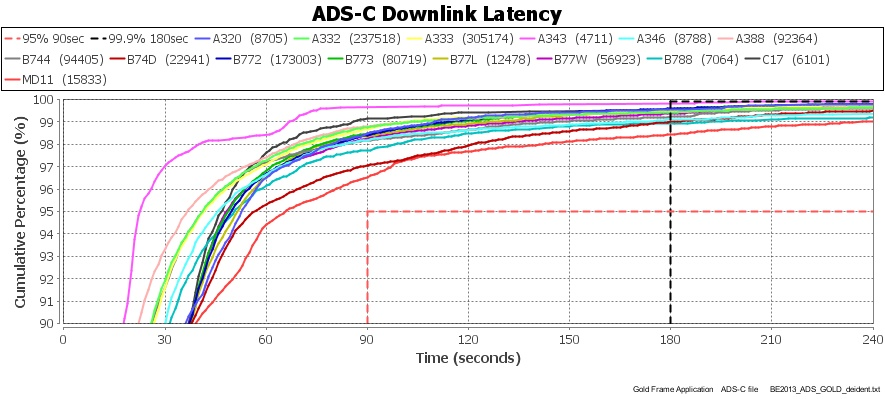 ADS-C Downlink Latency
95% 90sec 99.9% 180sec A320 (8705) A332 (237518) A333 (305174) A343 (4711) A346 (8788) A388 (92364)
B744 (94405) B74D (22941) B772 (173003) B773 (80719) B77L (12478) B77W (56923) B788 (7064) C17 (6101)
MD11 (15833)
Cumulative Percentage (%)
100
99
98
97
96
95
94
93
92
91
90
0 30 60 90 120 150 180 210 240
Time (seconds)
Gold Frame Application ADS-C file BE2013_ADS_GOLD_deident.txt